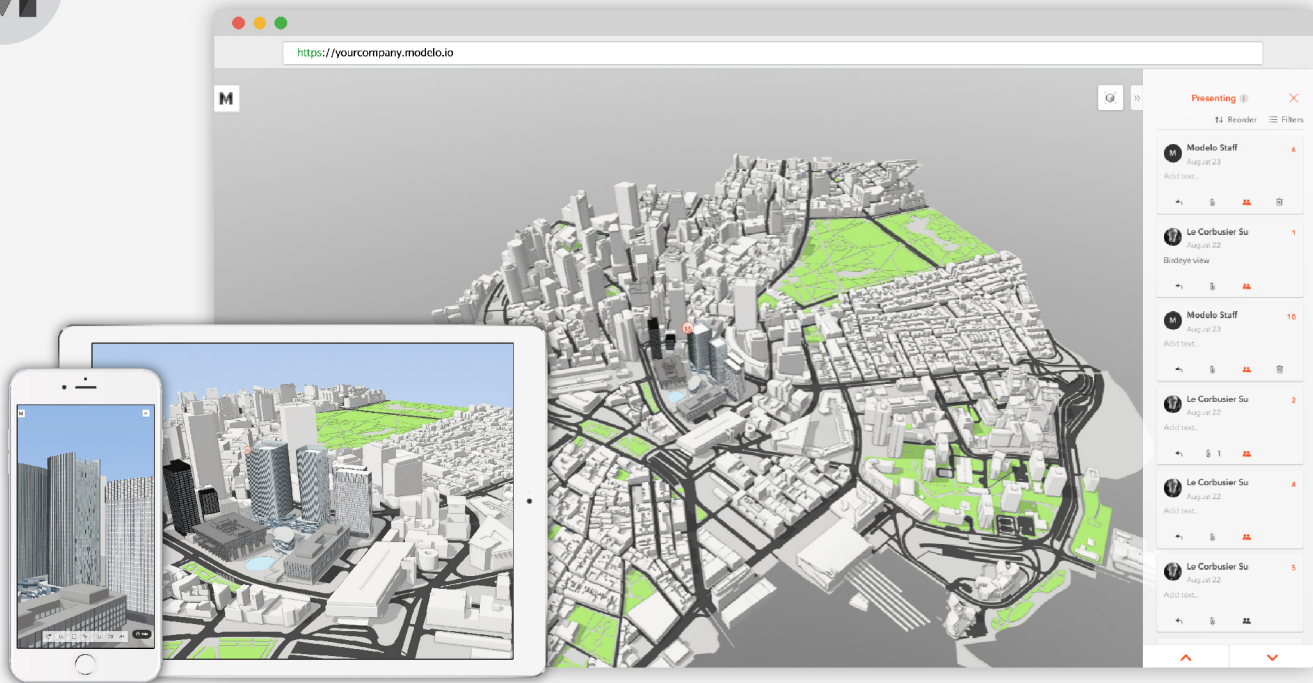 https://yourcompany.modelo.io
M
Presenting
Reorder
Filters
M
Modelo Staff
6
August 23
Add text..
Le Corbusier Su
1
August 22
Birdeye view
M
Modelo Staff
10
August 23
Add text..
Le Corbusier Su
2
August 22
Add text..
1
Le Corbusier Su
4
August 22
Add text..
Le Corbusier Su
5
August 22
Add text..
15